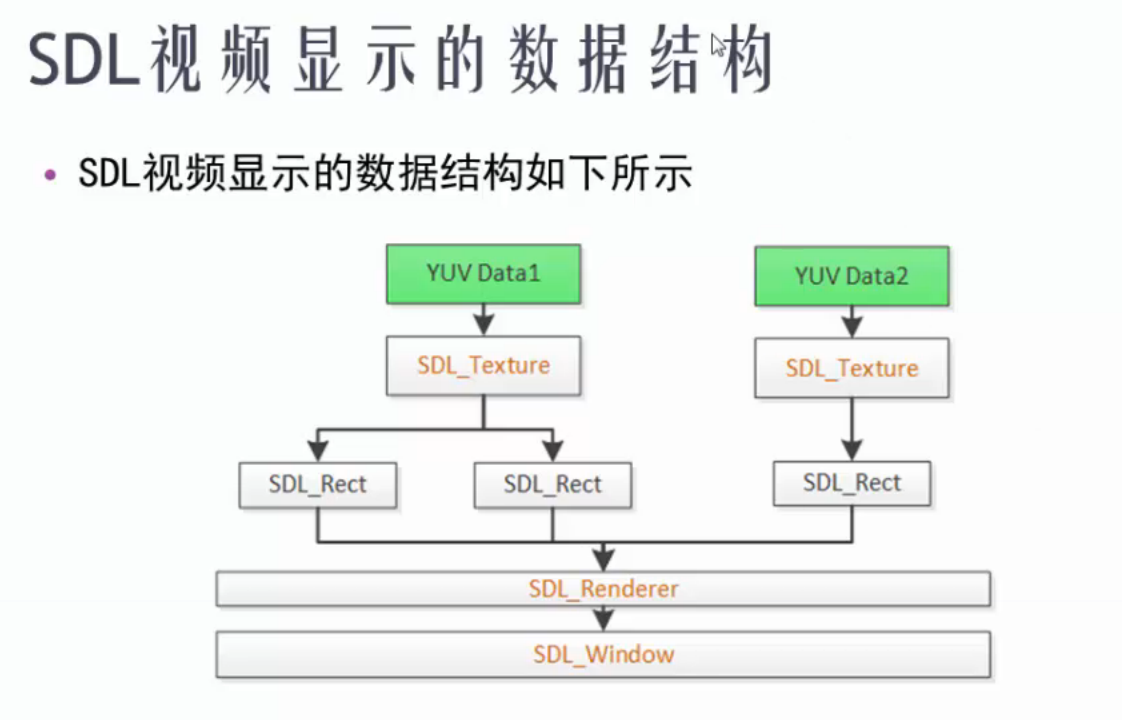 SDL视频显示的数据结构
• SDL视频显示的数据结构如下所示
YUV Data1
YUV Data2
SDL_Texture
SDL_Texture
SDL_Rect
SDL_Rect
SDL_Rect
SDL_Renderer
SDL_Window